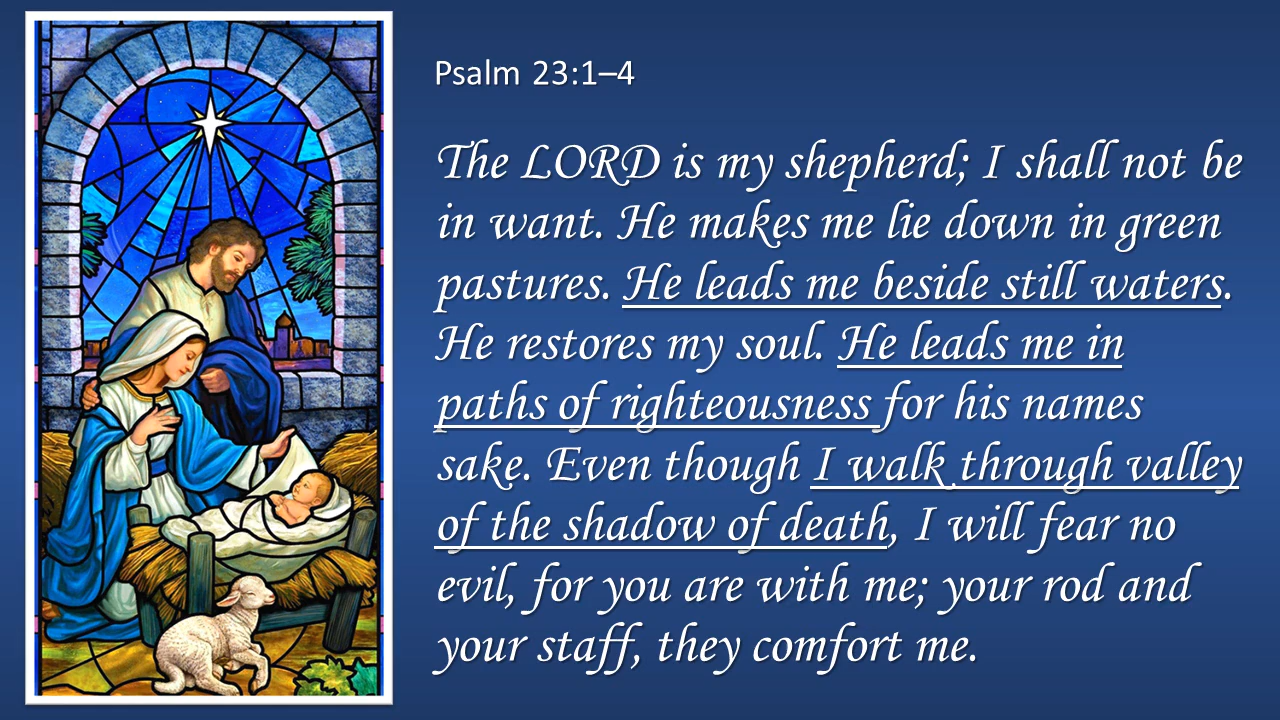 Psalm 23:1–4
The LORD is my shepherd; I shall not be
in want. He makes me lie down in green
pastures. He leads me beside still waters.
He restores my soul. He leads me in
paths of righteousness for his names
sake. Even though I walk through valley
of the shadow of death, I will fear no
evil, for you are with me; your rod and
your staff, they comfort me.